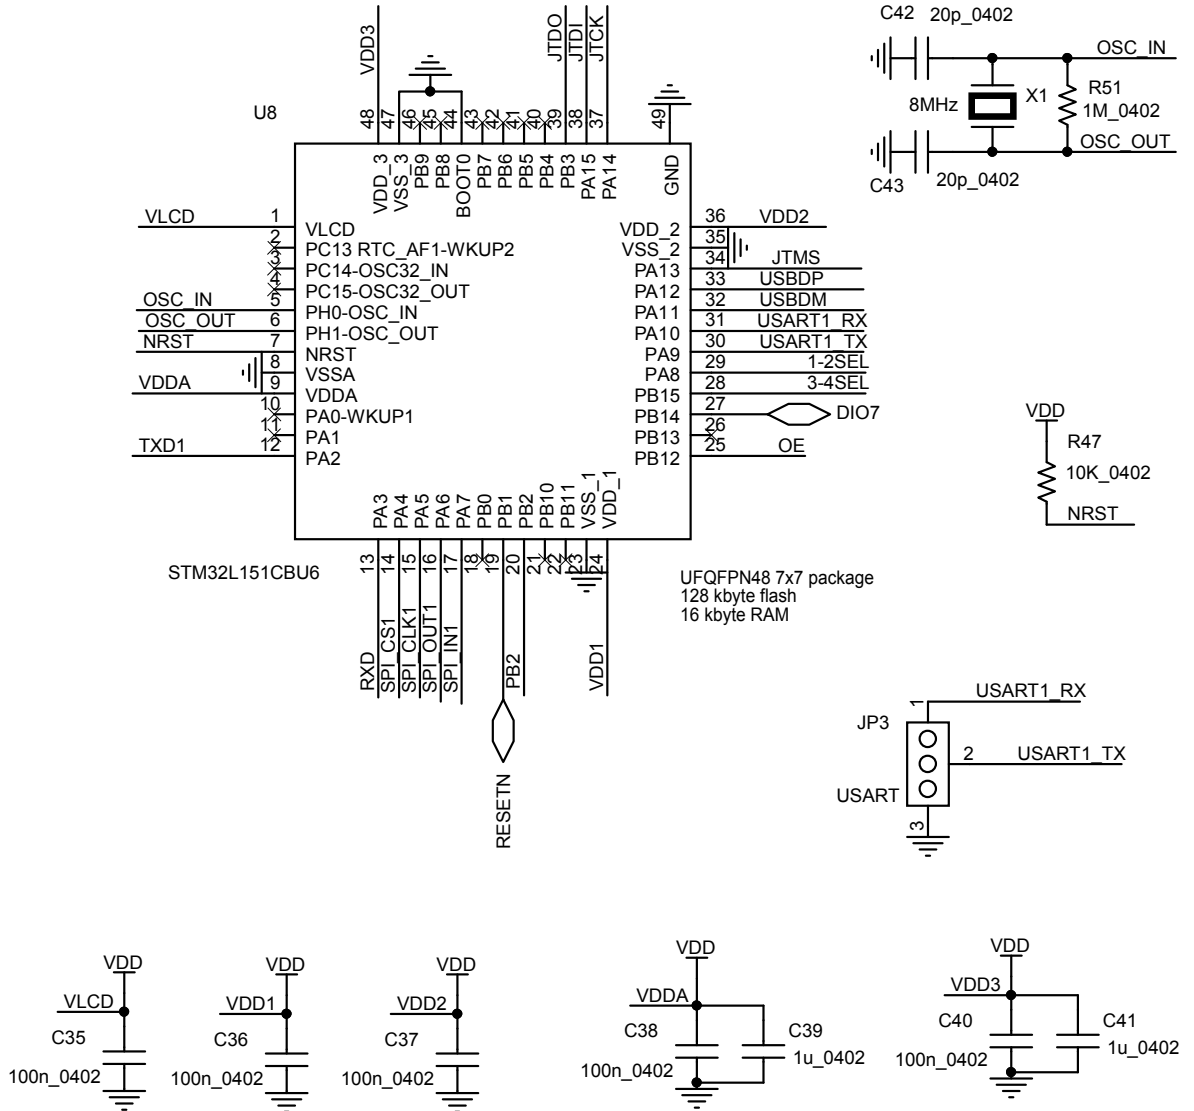 C42 20p_0402
OSC_IN
8MHz
X1
R51
1M_0402
OSC_OUT
C43
20p_0402
U8
VDD3
JTDO
JTDI
JTCK
48
47
46
45
44
43
42
41
40
39
38
37
49
VDD_3
VSS_3
PB9
PB8
BOOT0
PB7
PB6
PB5
PB4
PB3
PA15
PA14
GND
VLCD 1 VLCD
2 PC13 RTC_AF1-WKUP2
3 PC14-OSC32_IN
4 PC15-OSC32_OUT
OSC_IN 5 PH0-OSC_IN
OSC_OUT 6 PH1-OSC_OUT
NRST 7 NRST
8 VSSA
VDDA 9 VDDA
10 PA0-WKUP1
11 PA1
TXD1 12 PA2
VDD_2 36 VDD2
VSS_2 35
PA13 34 JTMS
PA12 33 USBDP
PA11 32 USBDM
PA10 31 USART1_RX
PA9 30 USART1_TX
PA8 29 1-2SEL
PB15 28 3-4SEL
PB14 27 DIO7
PB13 26
PB12 25 OE
PA3
PA4
PA5
PA6
PA7
PB0
PB1
PB2
PB10
PB11
VSS_1
VDD_1
13
14
15
16
17
18
19
20
21
22
23
24
RXD
SPI_CS1
SPI_CLK1
SPI_OUT1
SPI_IN1
RESETN
PB2
VDD1
STM32L151CBU6
UFQFPN48 7x7 package
128 kbyte flash
16 kbyte RAM
VDD
R47
10K_0402
NRST
JP3
1
USART1_RX
2
USART1_TX
USART
3
VDD
VLCD
C35
100n_0402
VDD
VDD1
C36
100n_0402
VDD
VDD2
C37
100n_0402
VDD
VDDA
C38
100n_0402
C39
1u_0402
VDD
VDD3
C40
100n_0402
C41
1u_0402